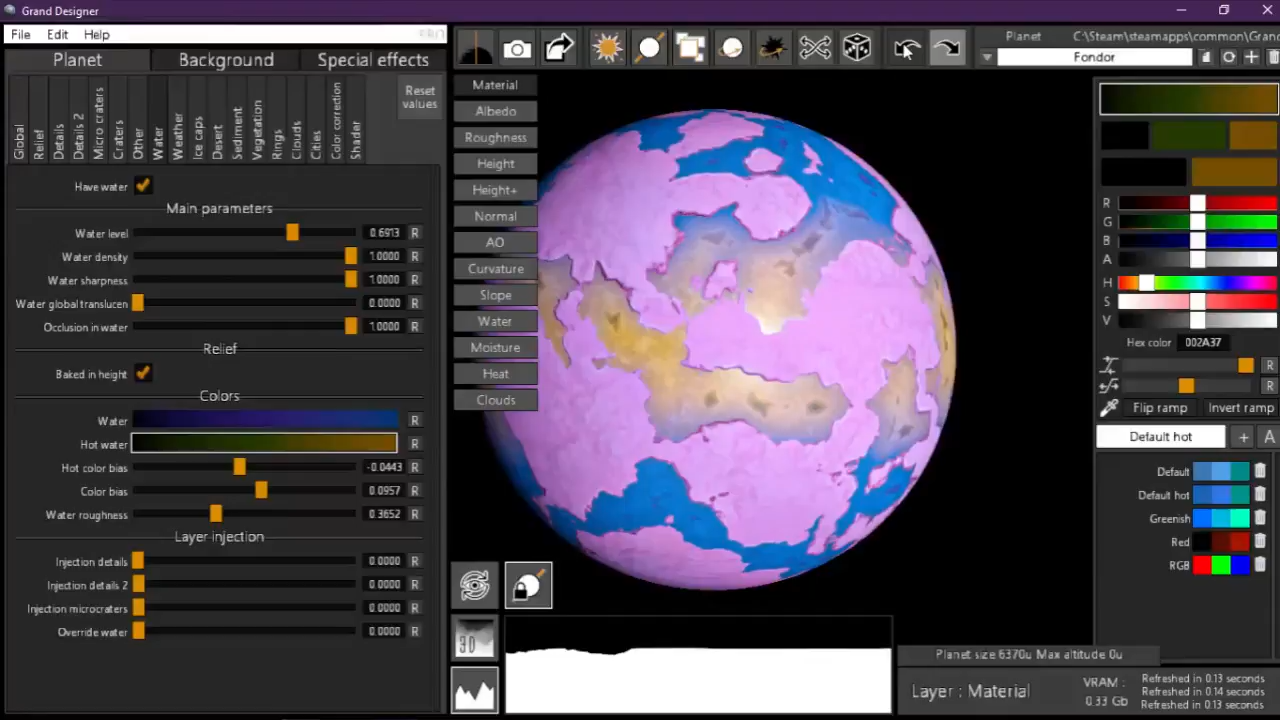 Grand Designer
File Edit Help
Planet Background Special effects
Global Relief Details Details 2 Micro craters Craters Other Water Weather Ice caps Desert Sediment Vegetation Rings Clouds Cities Color correction Shader
Reset
values
Have water
Main parameters
Water level 0.6913 R
Water density 1.0000 R
Water sharpness 1.0000 R
Water global translucen 0.0000 R
Occlusion in water 1.0000 R
Relief
Baked in height R
Colors
Water R
Hot water R
Hot color bias -0.0443 R
Color bias 0.0957 R
Water roughness 0.3652 R
Layer injection
Injection details 0.0000 R
Injection details 2 0.0000 R
Injection microcraters 0.0000 R
Override water 0.0000 R
Material
Albedo
Roughness
Height
Height+
Normal
AO
Curvature
Slope
Water
Moisture
Heat
Clouds
3D
Planet size 6370u Max altitude 0u
Layer : Material
VRAM:
0.33 Gb
Refreshed in 0.13 seconds
Refreshed in 0.14 seconds
Refreshed in 0.13 seconds
Planet C:\Steam\steamapps\common\Granc
Fondor
R
G
B
A
H
S
V
Hex color 002A37
R
R
Flip ramp Invert ramp
Default hot + A
Default
Default hot
Greenish
Red
RGB